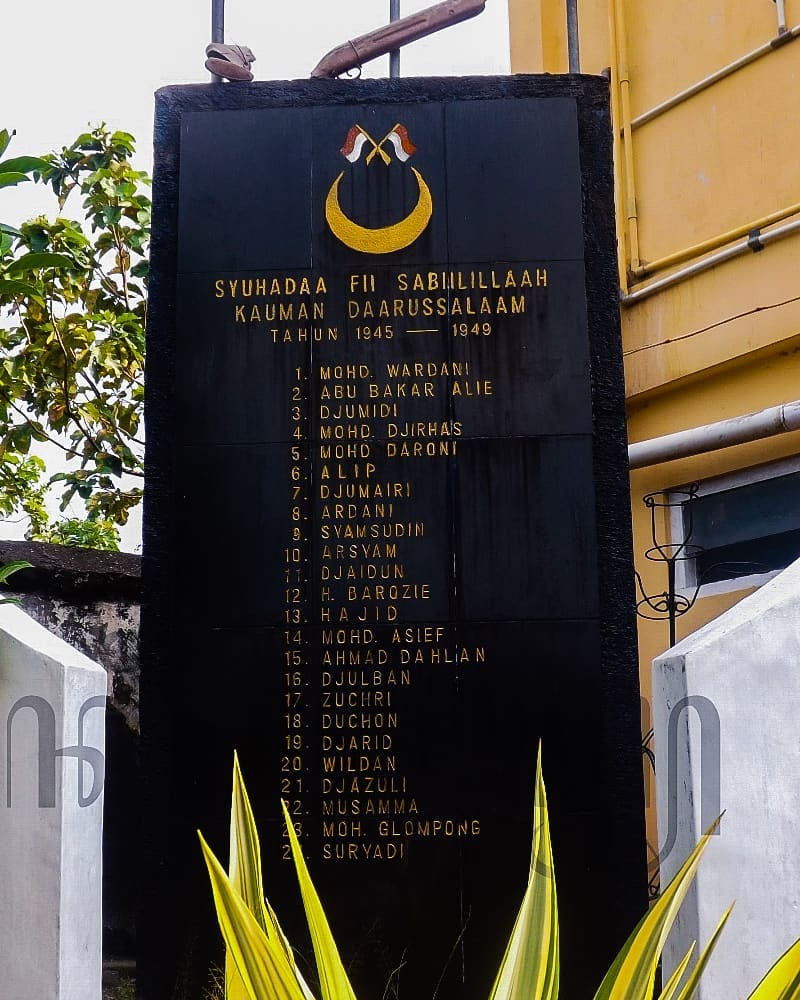 SYUHADAA FII SABIILILLAAH
KAUMAN DAARUSSALAAM
TAHUN 1945 — 1949
1. MOHD. WARDANI
2. ABU BAKAR ALIE
3. DJUMIDI
4. MOHD. DJIRHAS
5. MOHD DARONI
6. ALIP
7. DJUMAIRI
8. ARDANI
9. SYAMSUDIN
10. ARSYAM
11. DJAIDUN
12. H. BAROZIE
13. HAJID
14. MOHD. ASIEF
15. AHMAD DAHLAN
16. DJULBAN
17. ZUCHRI
18. DUCHON
19. DJARID
20. WILDAN
21. DJAZULI
22. MUSAMMA
23. MOH. GLOMPONG
SURYADI